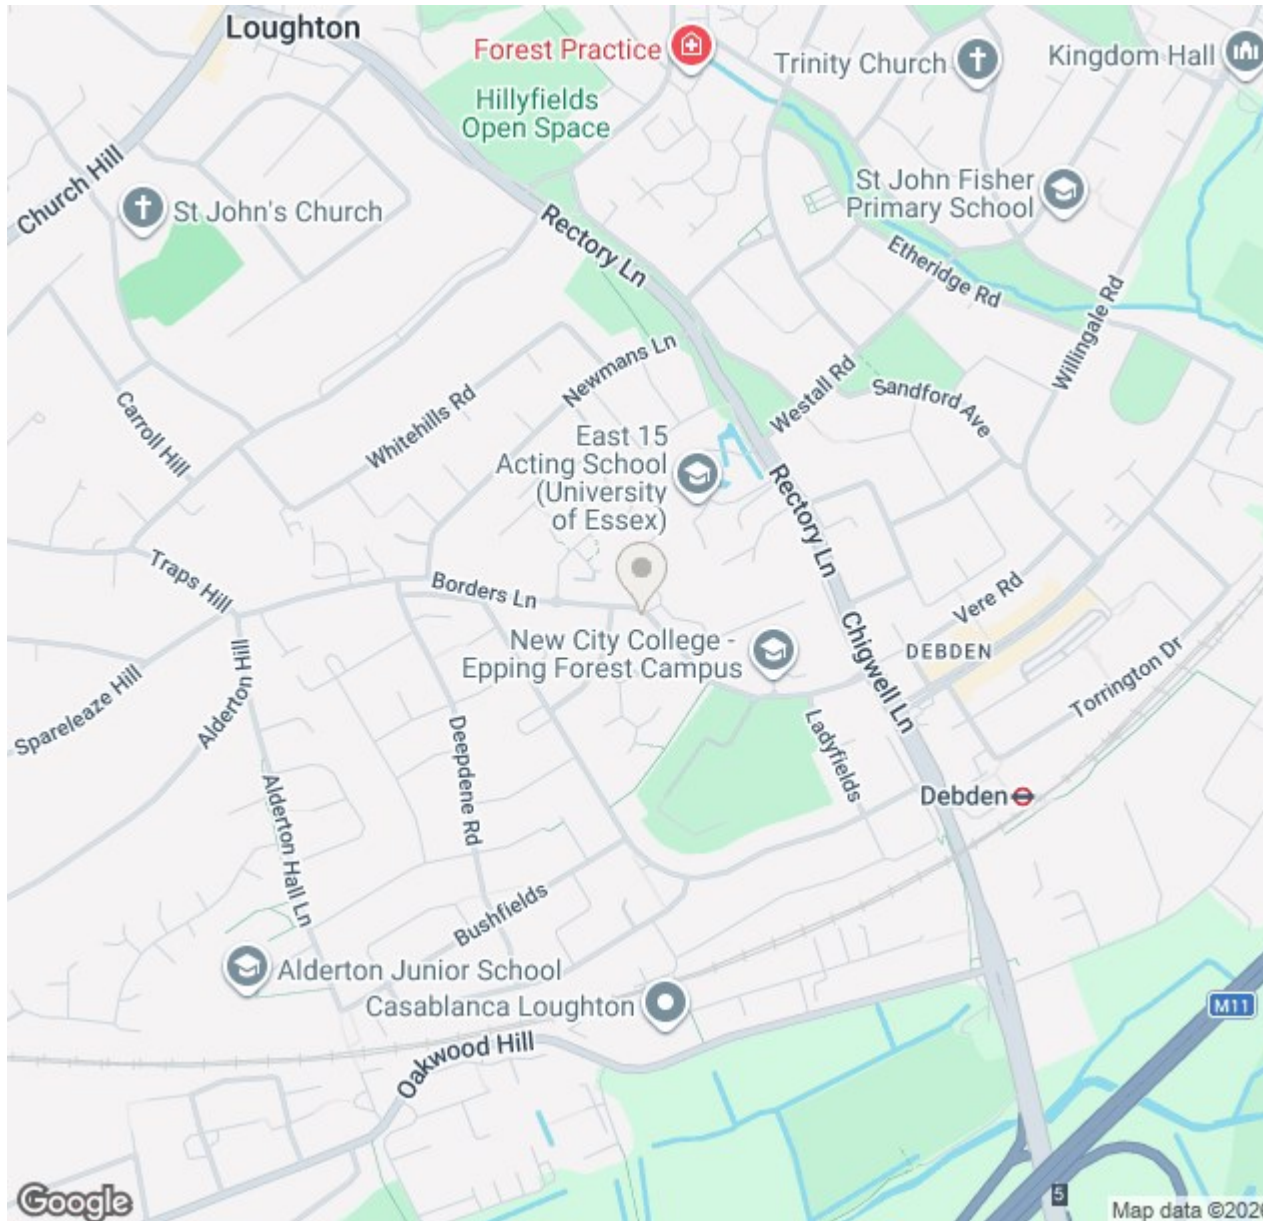 Loughton
Forest Practice
Trinity Church
Kingdom Hall
Hillyfields
Open Space
Church Hill
St John's Church
Rectory Ln
St John Fisher
Primary School
Etheridge Rd
Willingale Rd
Newmans Ln
Whitehills Rd
Carroll Hill
Westall Rd
Sandford Ave
East 15
Acting School
(University
of Essex)
Rectory Ln
Traps Hill
Borders Ln
Vere Rd
New City College -
Epping Forest Campus
Chigwell Ln
DEBDEN
Torrington Dr
Spareleaze Hill
Alderton Hill
Deepdene Rd
Ladyfields
Debden
Alderton Hall Ln
Bushfields
Alderton Junior School
Casablanca Loughton
M11
Oakwood Hill
5
Google
Map data ©2026